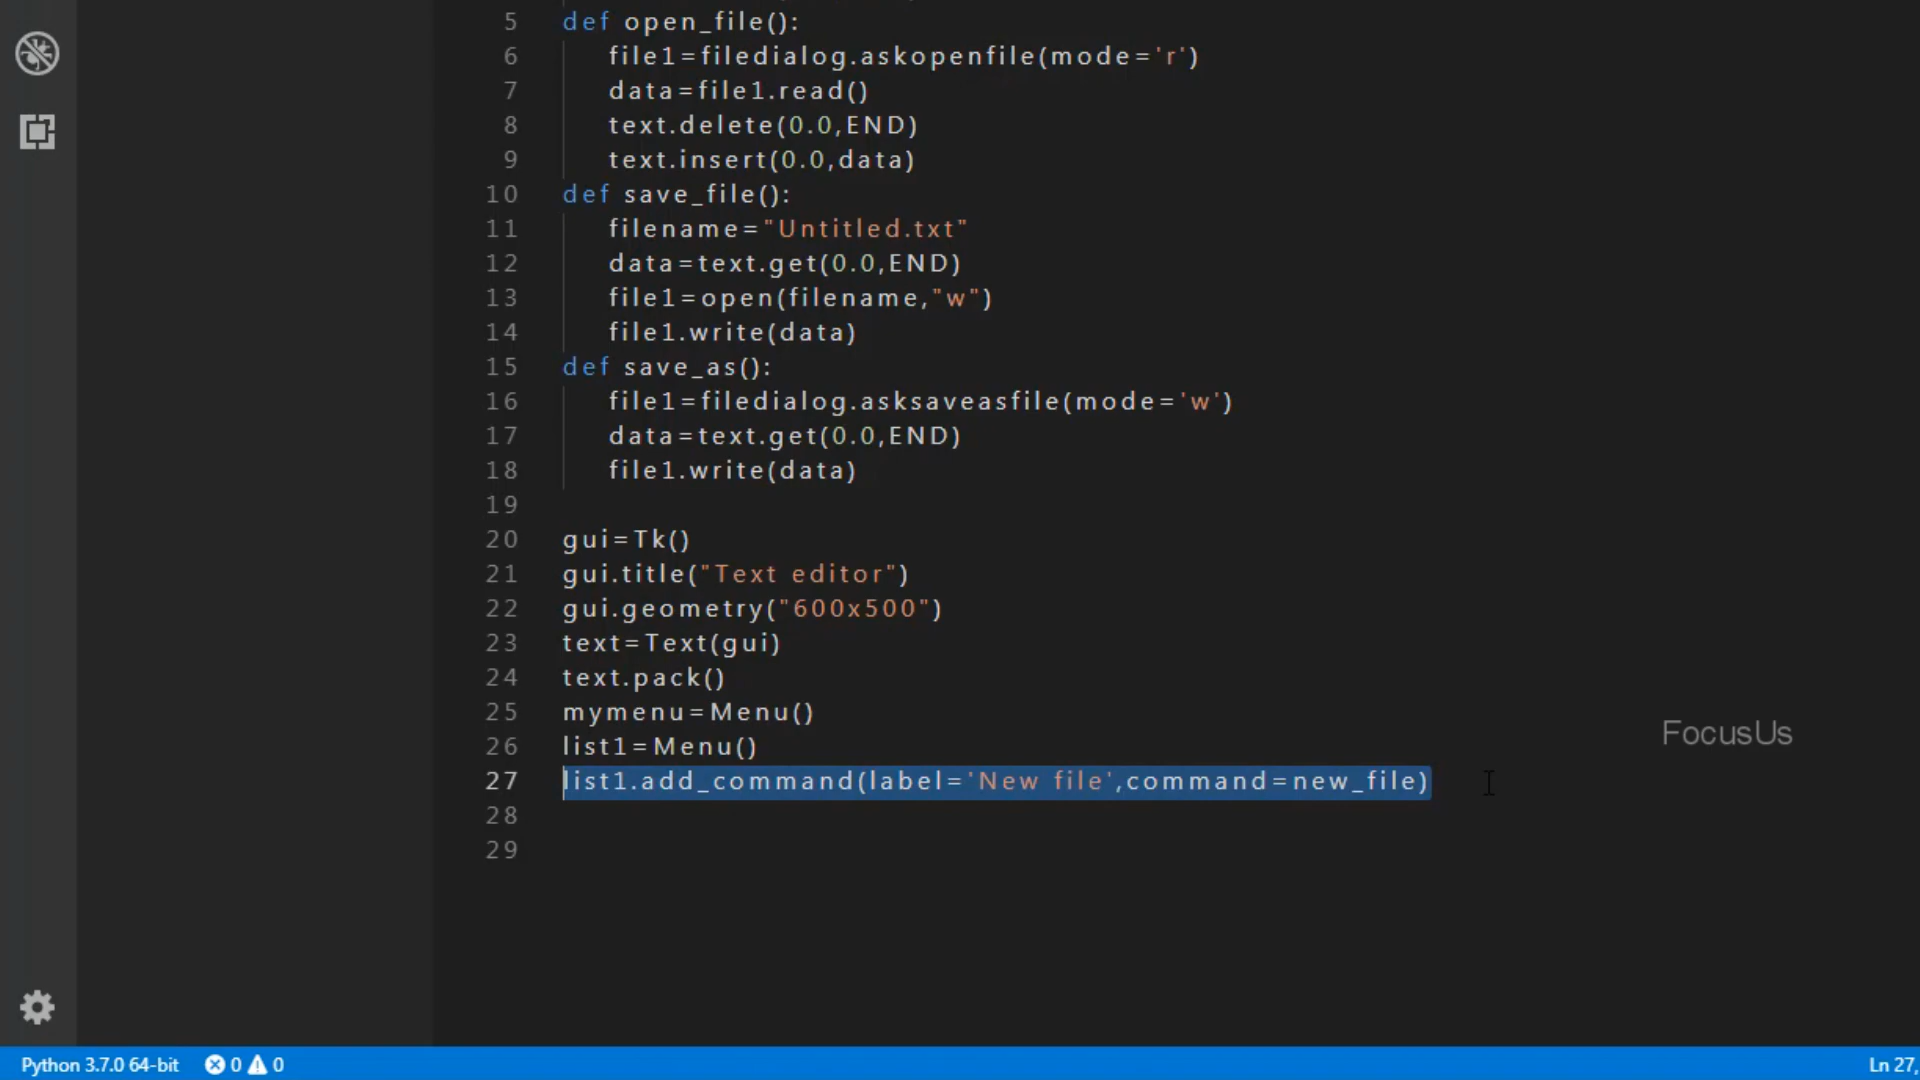 5 def open_file():
6 file1=filedialog.askopenfile(mode='r')
7 data=file1.read()
8 text.delete(0.0,END)
9 text.insert(0.0,data)
10 def save_file():
11 filename="Untitled.txt"
12 data=text.get(0.0,END)
13 file1=open(filename,"w")
14 file1.write(data)
15 def save_as():
16 file1=filedialog.asksaveasfile(mode='w')
17 data=text.get(0.0,END)
18 file1.write(data)
19
20 gui=Tk()
21 gui.title("Text editor")
22 gui.geometry("600x500")
23 text=Text(gui)
24 text.pack()
25 mymenu=Menu()
FocusUs
26 list1=Menu()
27 list1.add_command(label='New file',command=new_file)
28
29
Python 3.7.0 64-bit 0 0 Ln 27,